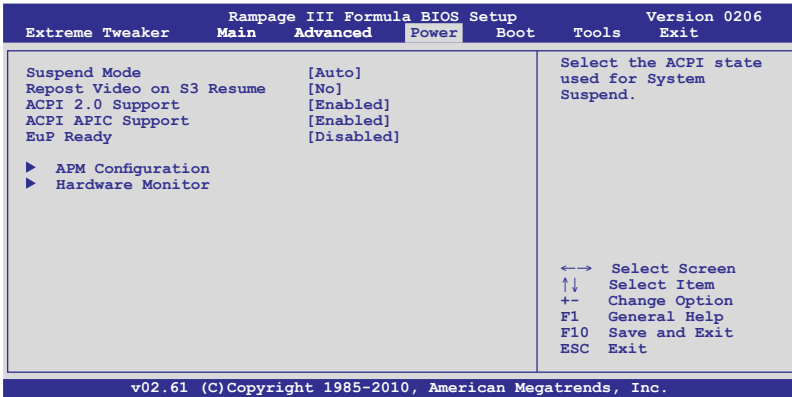 Rampage III Formula BIOS Setup Version 0206
Extreme Tweaker Main Advanced Power Boot Tools Exit
Suspend Mode [Auto]
Repost Video on S3 Resume [No]
ACPI 2.0 Support [Enabled]
ACPI APIC Support [Enabled]
EuP Ready [Disabled]
▶ APM Configuration
▶ Hardware Monitor
Select the ACPI state
used for System
Suspend.
←→ Select Screen
↑↓ Select Item
+- Change Option
F1 General Help
F10 Save and Exit
ESC Exit
v02.61 (C)Copyright 1985-2010, American Megatrends, Inc.